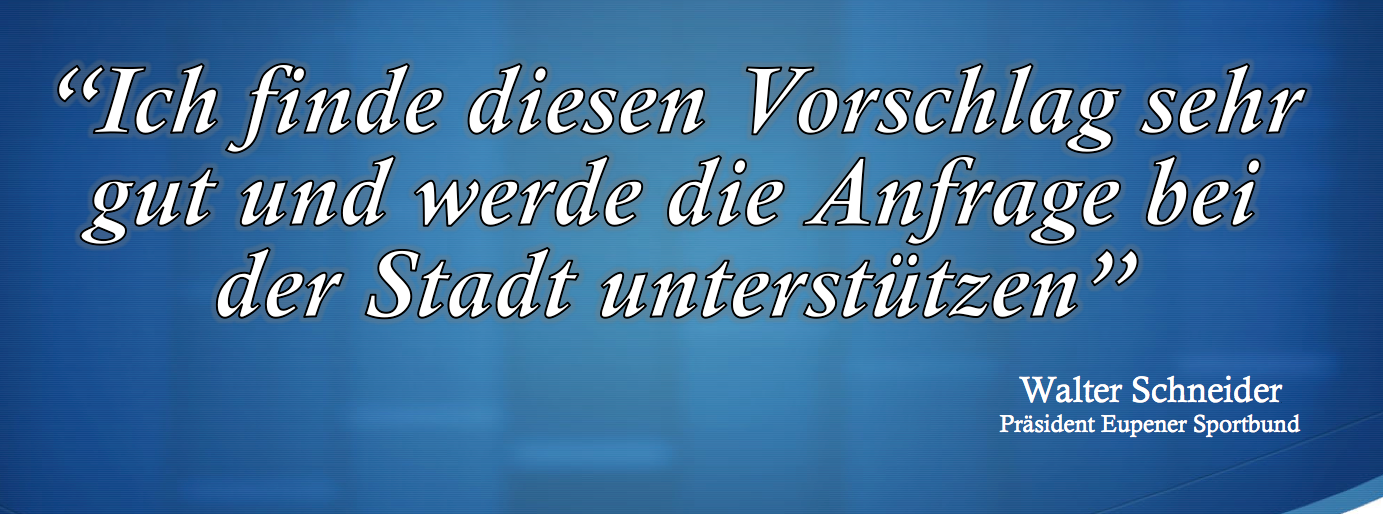 “Ich finde diesen Vorschlag sehr
gut und werde die Anfrage bei
der Stadt unterstützen”
Walter Schneider
Präsident Eupener Sportbund